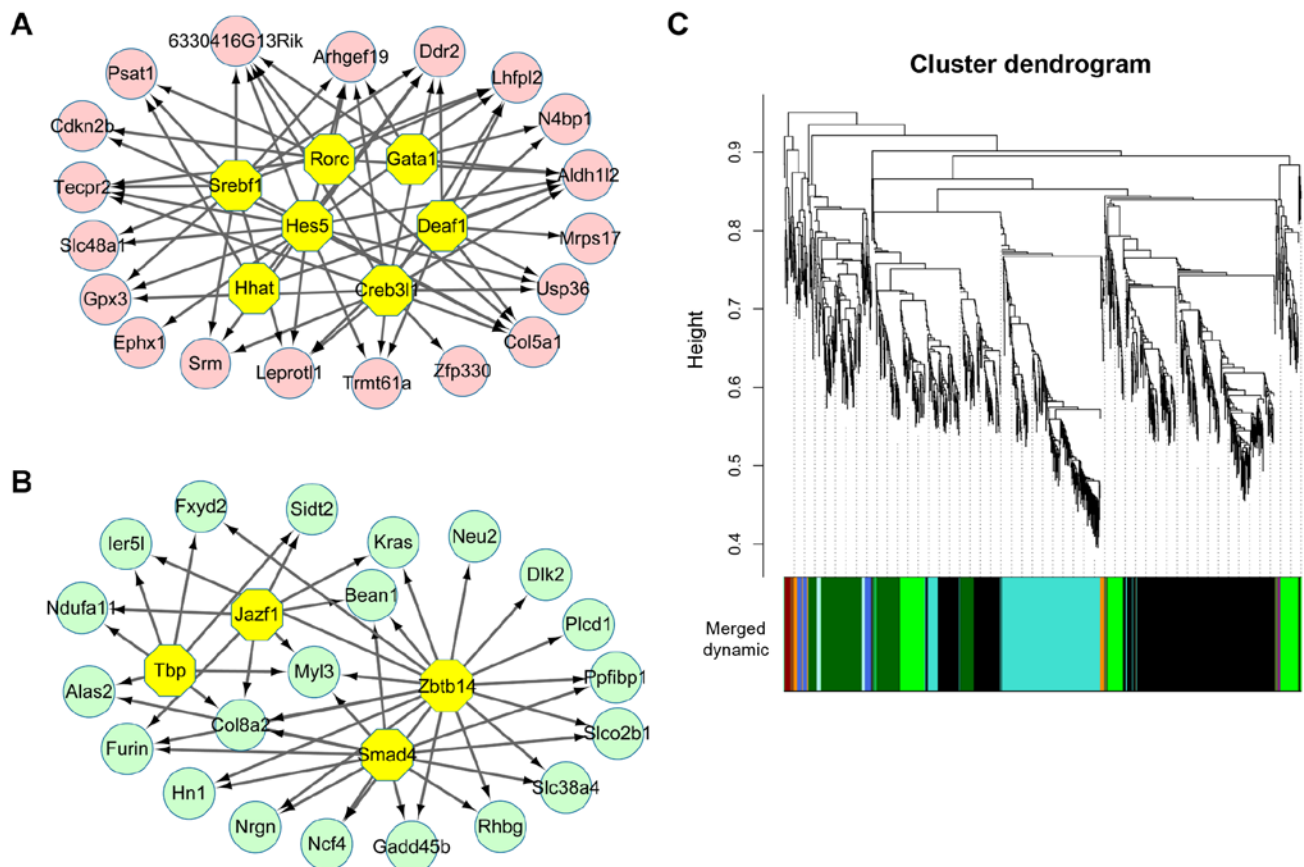 A
6330416G13Rik
Arhgef19
Ddr2
Psat1
Lhfpl2
Cdkn2b
N4bp1
Rorc
Gata1
Tecpr2
Srebf1
Aldh1l2
Hes5
Deaf1
Slc48a1
Mrps17
Gpx3
Hhat
Creb3l1
Usp36
Ephx1
Srm
Leprotl1
Trmt61a
Zfp330
Col5a1
B
Fxyd2
Sidt2
Ier5l
Kras
Neu2
Dlk2
Ndufa11
Jazf1
Bean1
Plcd1
Tbp
Myl3
Zbtb14
Ppfibp1
Alas2
Col8a2
Slco2b1
Furin
Smad4
Hn1
Slc38a4
Nrgn
Ncf4
Gadd45b
Rhbg
C
Cluster dendrogram
Height
0.9
0.8
0.7
0.6
0.5
0.4
Merged
dynamic